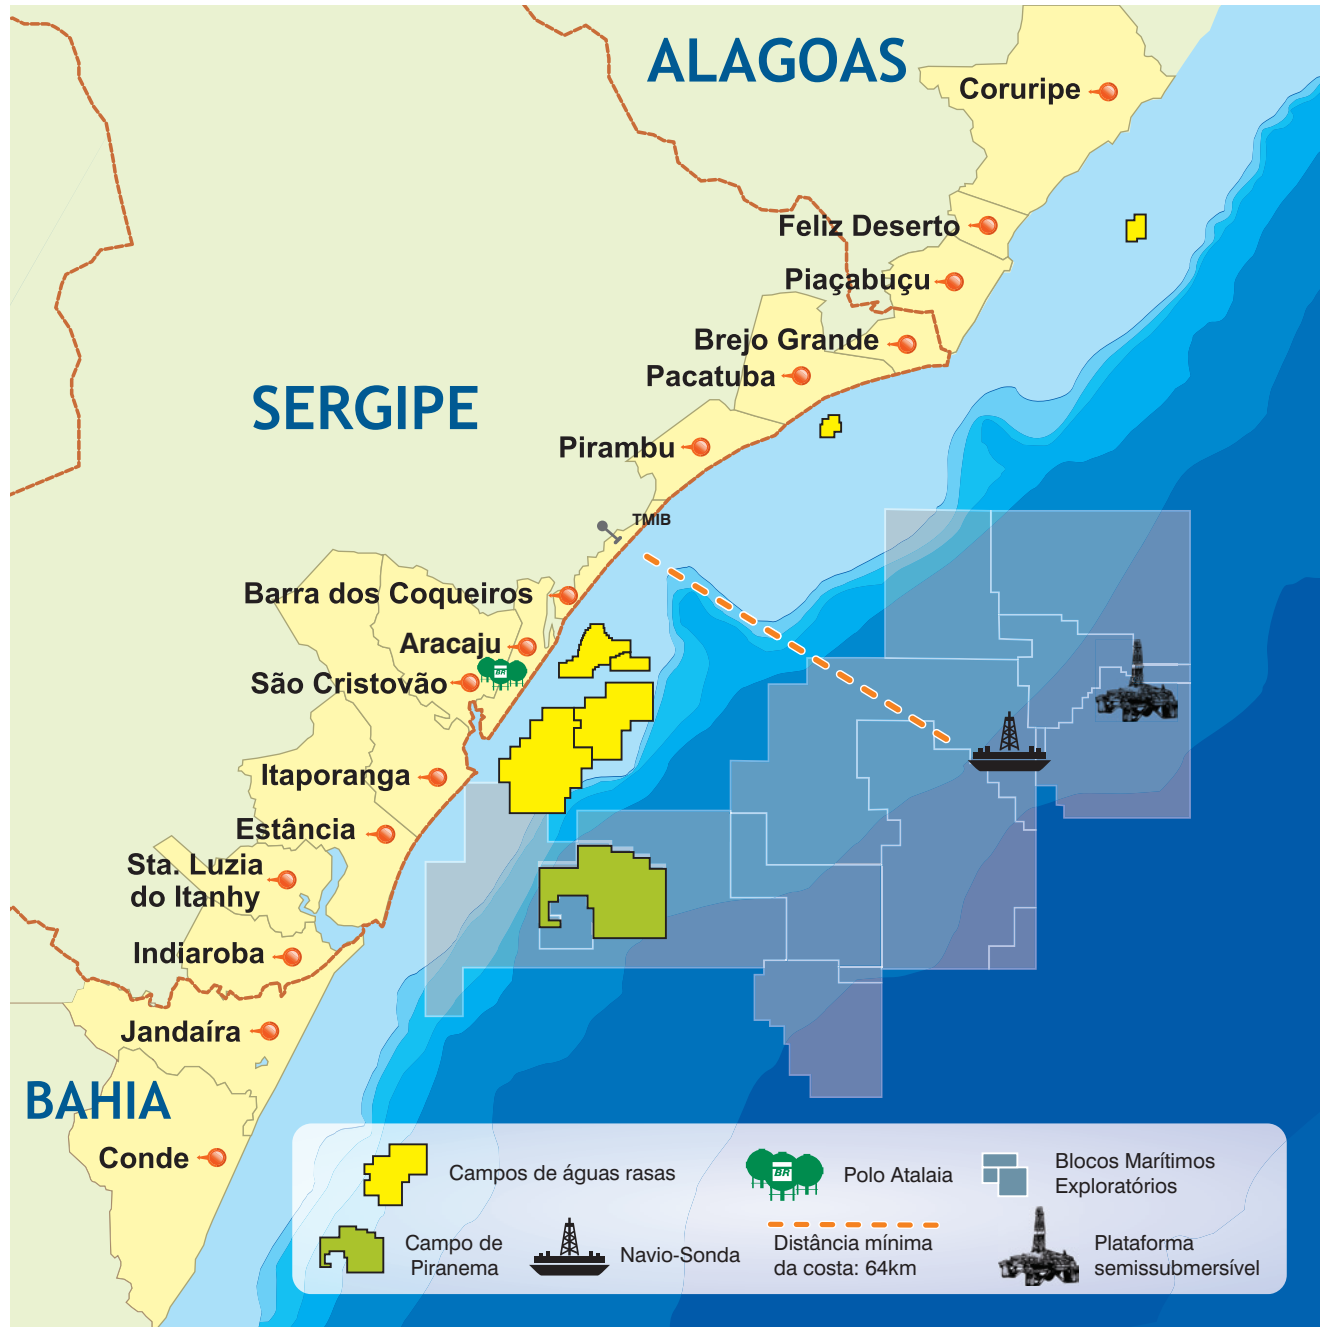 ALAGOAS
Coruripe
Feliz Deserto
Piaçabuçu
Brejo Grande
Pacatuba
SERGIPE
Pirambu
TMIB
Barra dos Coqueiros
Aracaju
BR
São Cristovão
Itaporanga
Estância
Sta. Luzia
do Itanhy
Indiaroba
Jandaíra
BAHIA
Conde
Campos de águas rasas
BR
Polo Atalaia
Blocos Marítimos
Exploratórios
Campo de
Piranema
Navio-Sonda
Distância mínima
da costa: 64km
Plataforma
semissubmersível